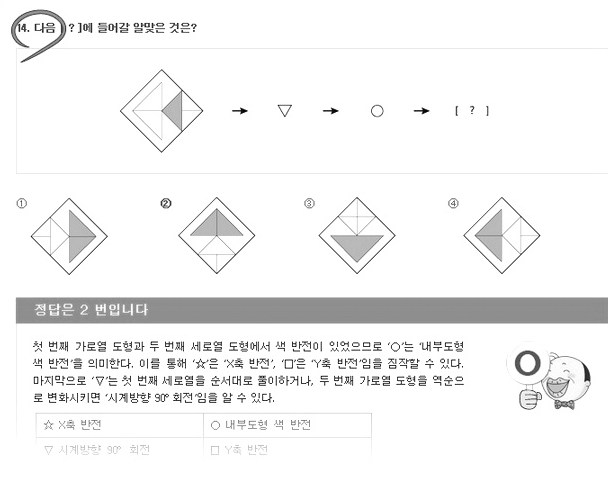 14. 다음 [ ? ]에 들어갈 알맞은 것은?
→ ▽ → ○ → [ ? ]
① ② ③ ④
정답은 2 번입니다
첫 번째 가로열 도형과 두 번째 세로열 도형에서 색 반전이 있었으므로 '○'는 '내부도형
색 반전'을 의미한다. 이를 통해 '☆'은 'X축 반전', '□'은 'Y축 반전'임을 짐작할 수 있다.
마지막으로 '▽'는 첫 번째 세로열을 순서대로 풀이하거나, 두 번째 가로열 도형을 역순으
로 변화시키면 '시계방향 90° 회전'임을 알 수 있다.
☆ X축 반전 ○ 내부도형 색 반전
▽ 시계방향 90° 회전 □ Y축 반전